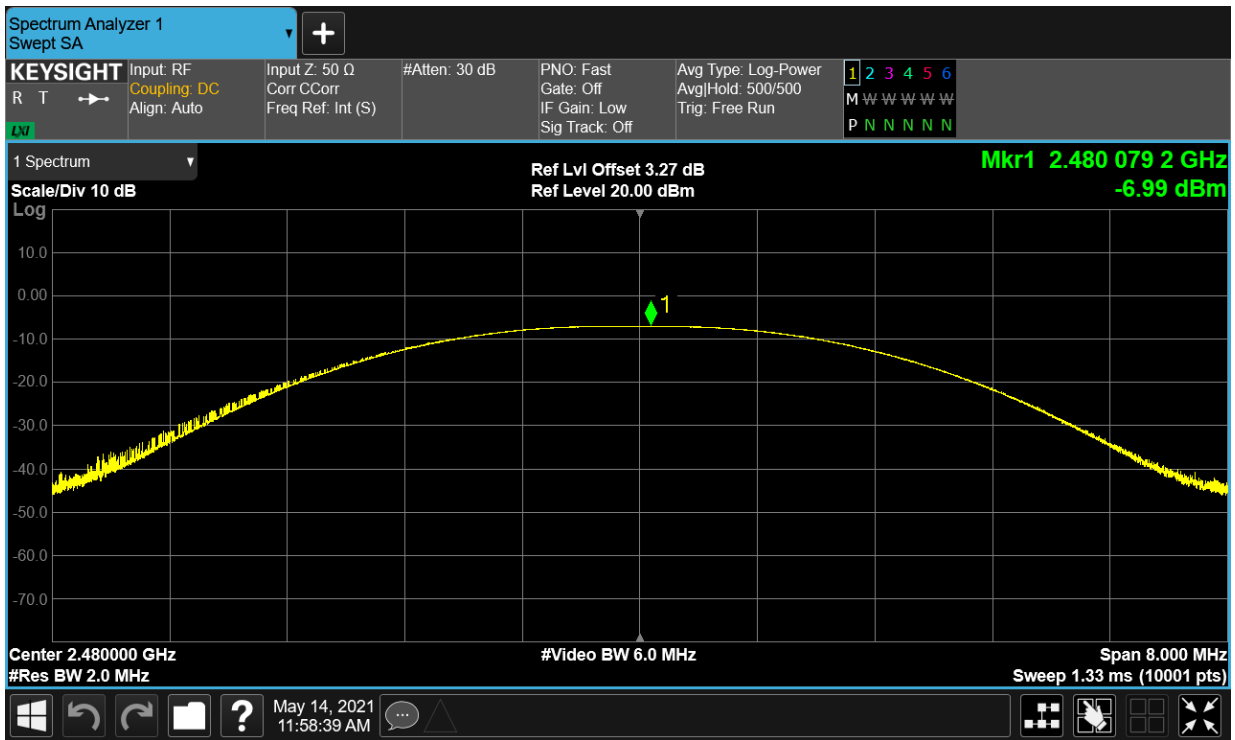 Spectrum Analyzer 1
Swept SA
KEYSIGHT
R T
LXI
Input: RF
Coupling: DC
Align: Auto
Input Z: 50 Ω
Corr CCorr
Freq Ref: Int (S)
#Atten: 30 dB
PNO: Fast
Gate: Off
IF Gain: Low
Sig Track: Off
Avg Type: Log-Power
Avg|Hold: 500/500
Trig: Free Run
1 2 3 4 5 6
M W W W W W
P N N N N N
1 Spectrum
Scale/Div 10 dB
Log
Ref Lvl Offset 3.27 dB
Ref Level 20.00 dBm
Mkr1 2.480 079 2 GHz
-6.99 dBm
10.0
0.00
-10.0
-20.0
-30.0
-40.0
-50.0
-60.0
-70.0
1
Center 2.480000 GHz
#Res BW 2.0 MHz
#Video BW 6.0 MHz
Span 8.000 MHz
Sweep 1.33 ms (10001 pts)
?
May 14, 2021
11:58:39 AM